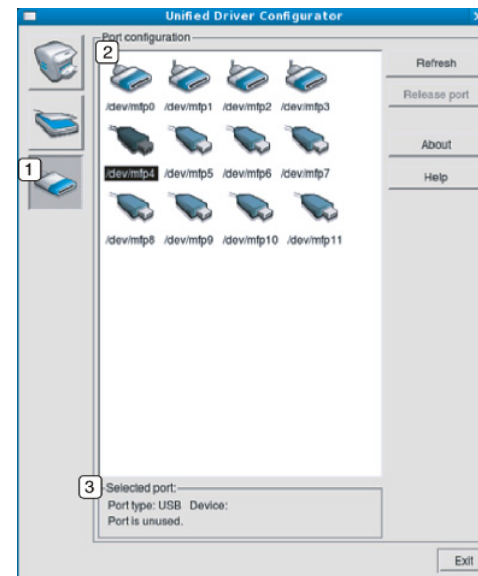 Unified Driver Configurator
Port configuration
2
Refresh
/dev/mfp0 /dev/mfp1 /dev/mfp2 /dev/mfp3
Release port
About
1
/dev/mfp4 /dev/mfp5 /dev/mfp6 /dev/mfp7
Help
/dev/mfp8 /dev/mfp9 /dev/mfp10 /dev/mfp11
3
Selected port:
Port type: USB Device:
Port is unused.
Exit